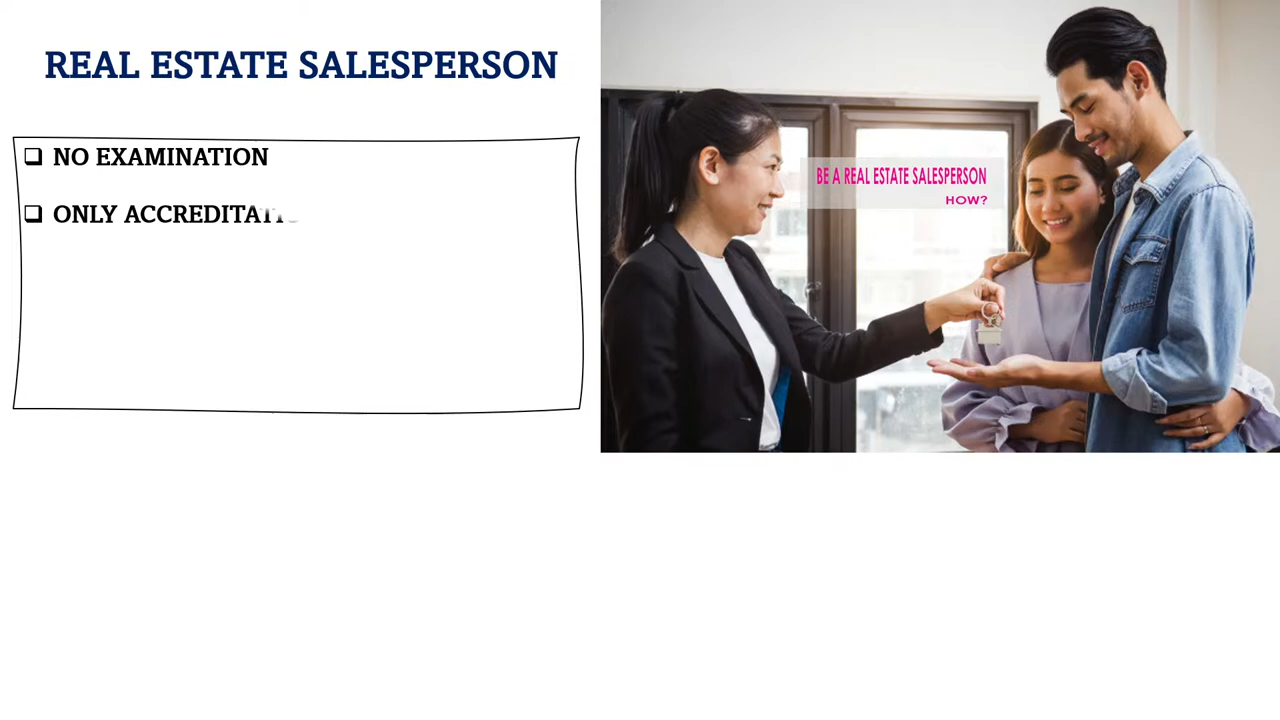 REAL ESTATE SALESPERSON
NO EXAMINATION
ONLY
BE A REAL ESTATE SALESPERSON
HOW?